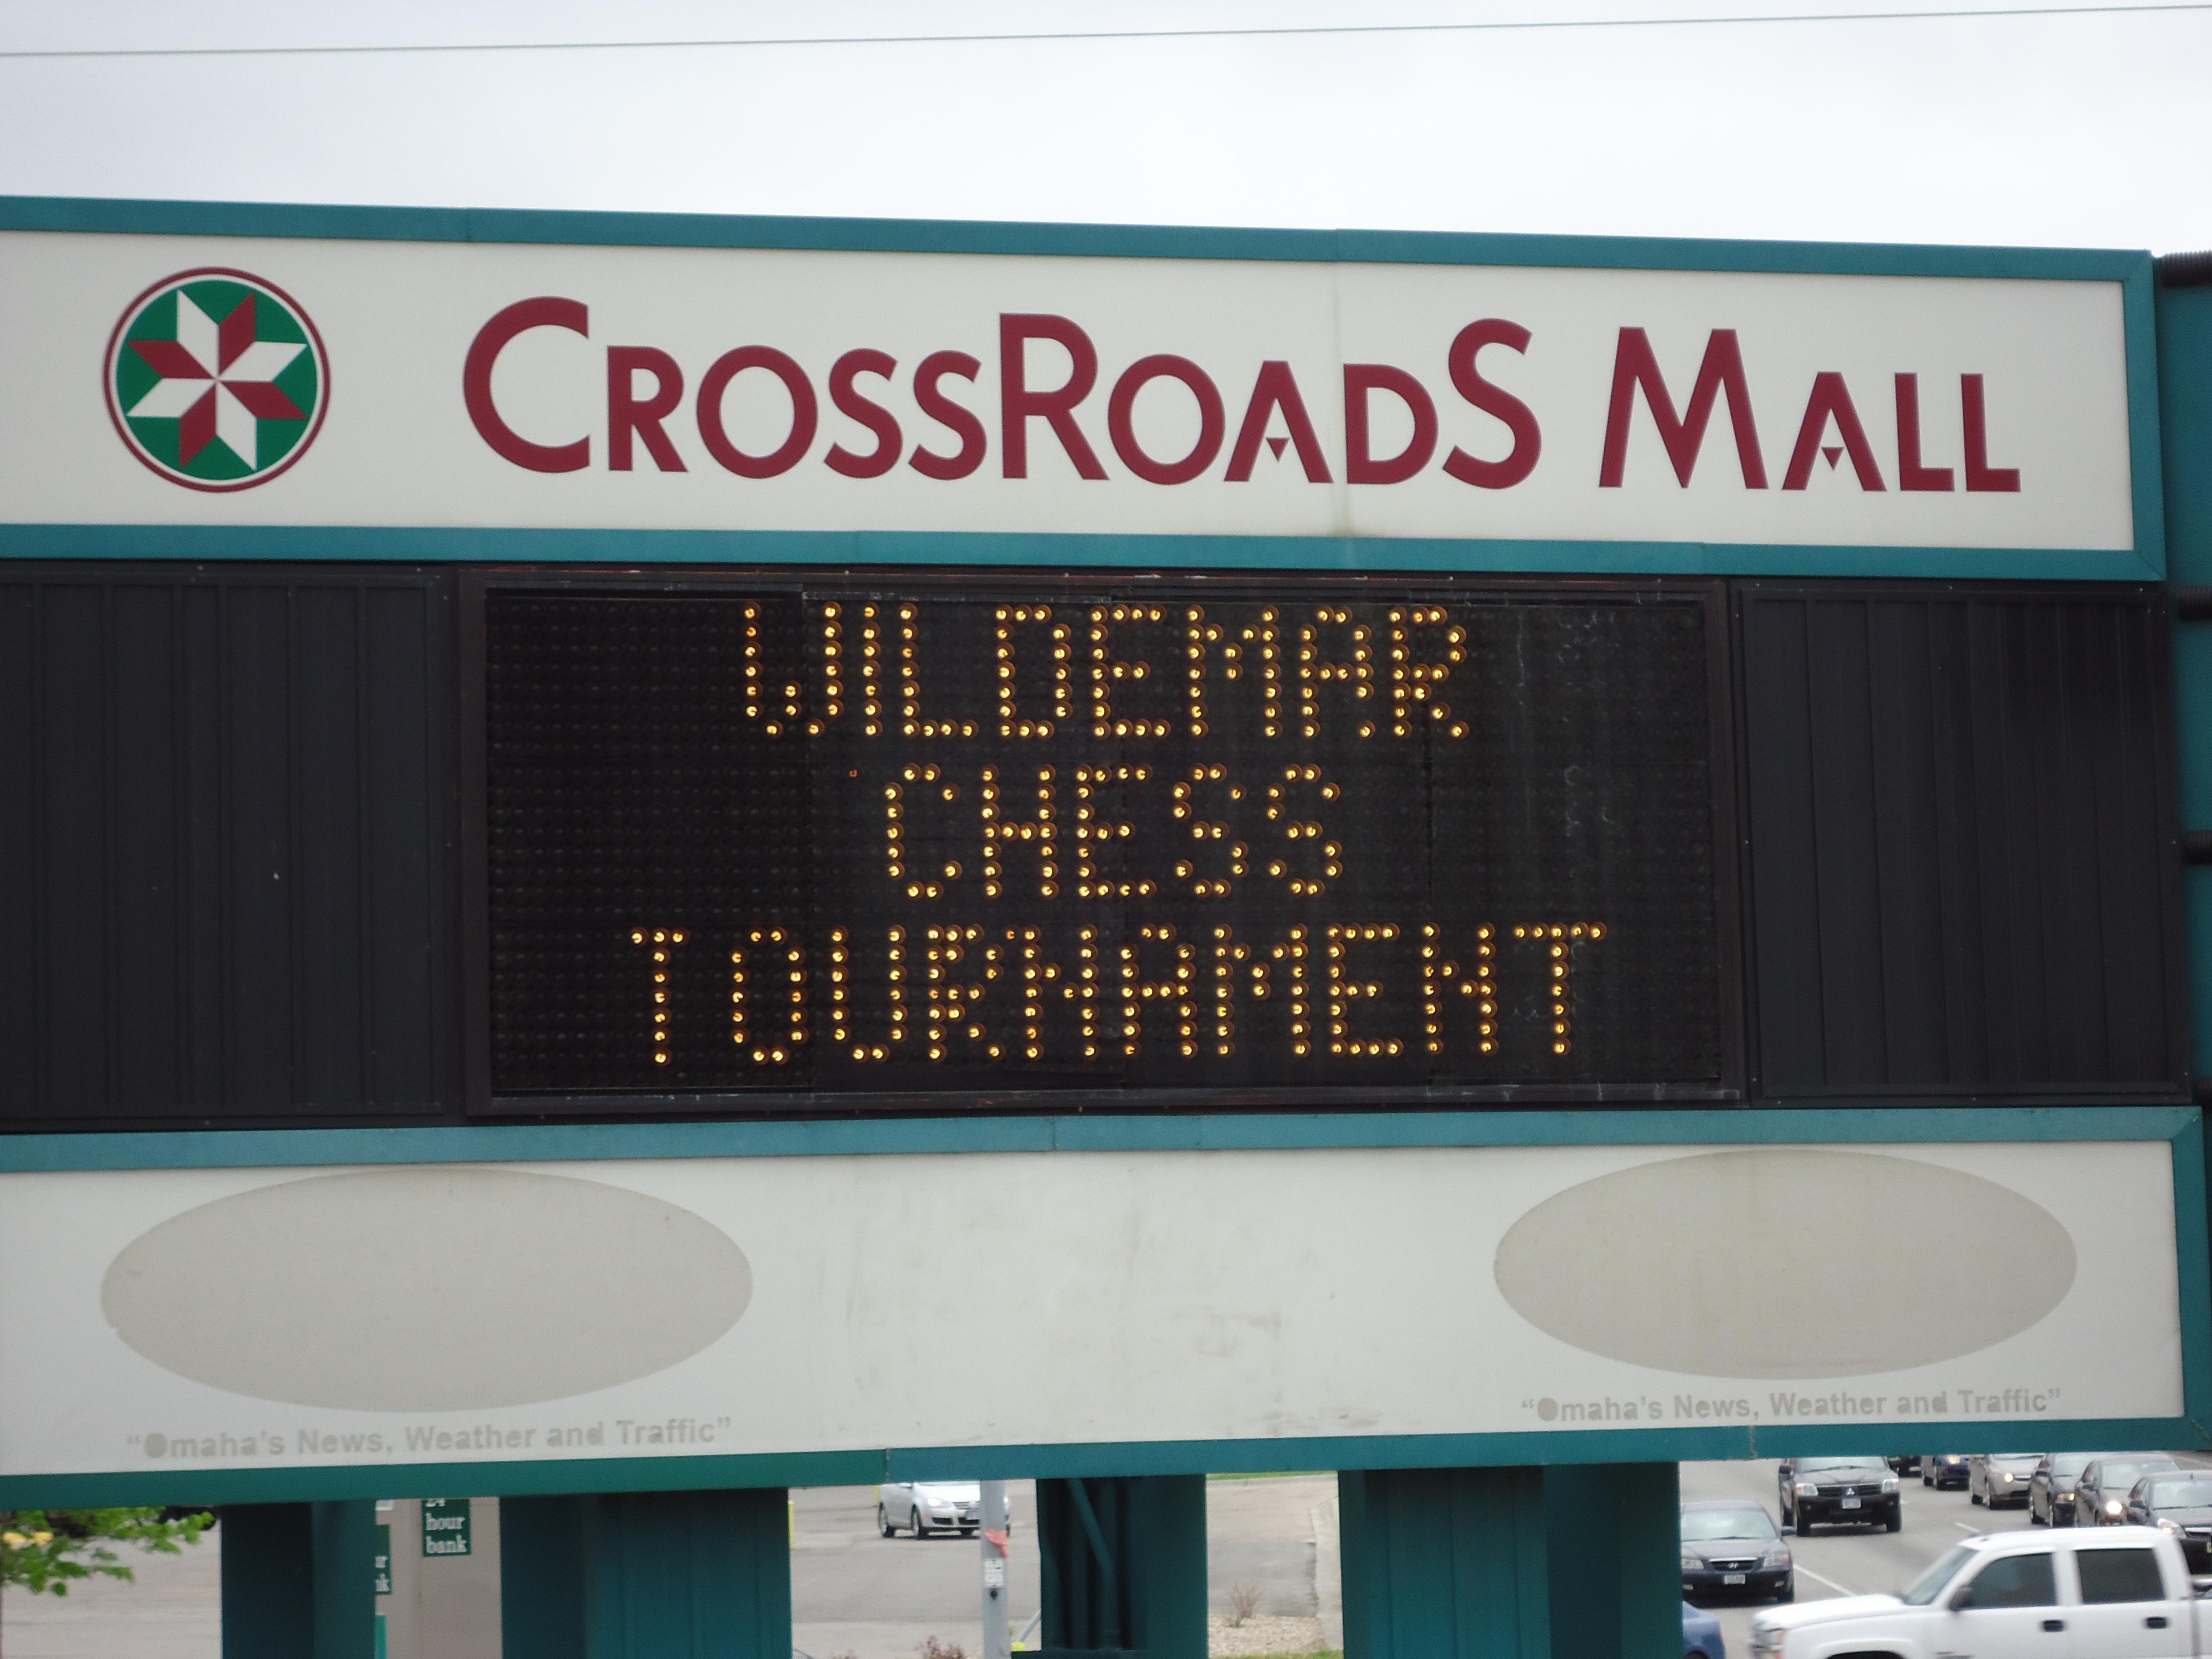 CROSSROADS MALL
WILDEMAR
CHESS
TOURNAMENT
"Omaha's News, Weather and Traffic"
"Omaha's News, Weather and Traffic"
24
hour
bank